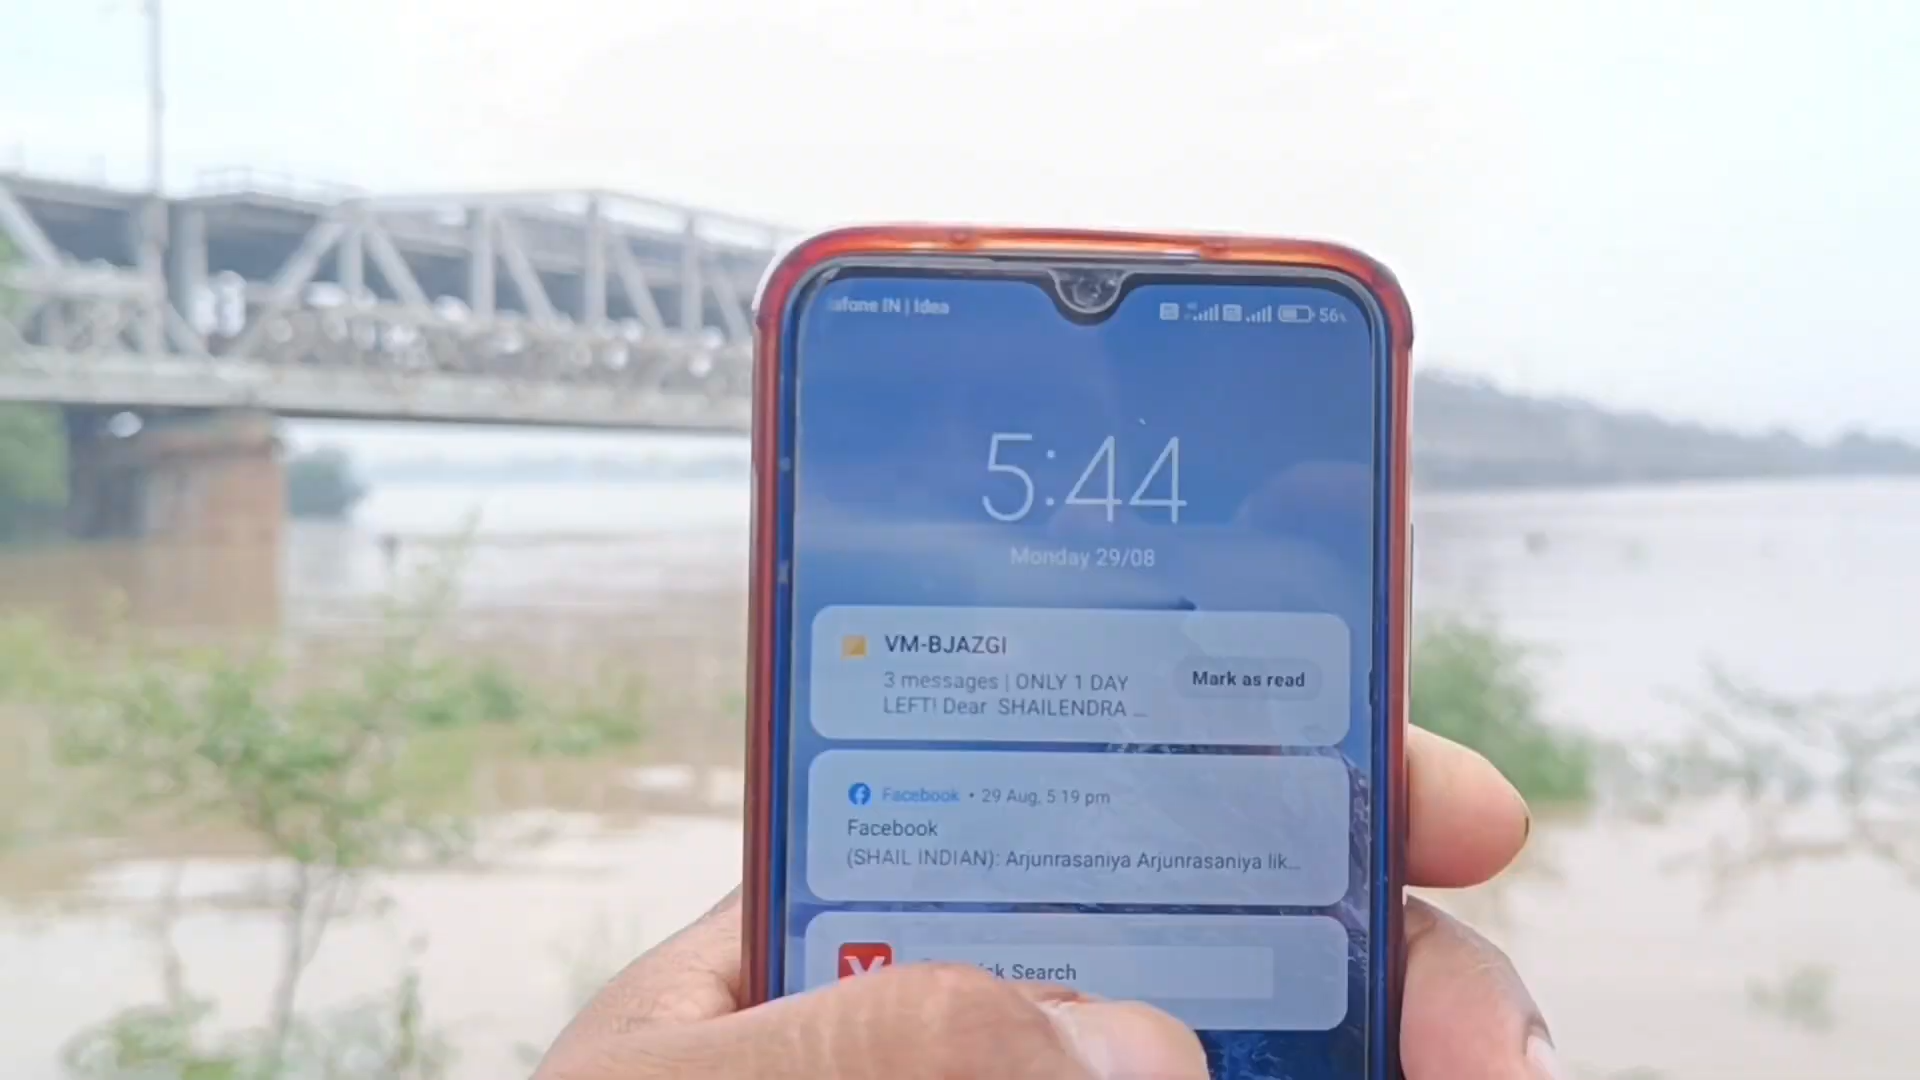 IN | Idea
56%
5:44
Monday 29/08
VM-BJAZGI
3 messages | ONLY 1 DAY
LEFT! Dear SHAILENDRA ...
Mark as read
Facebook • 29 Aug, 5:19 pm
Facebook
(SHAIL INDIAN): Arjunrasaniya Arjunrasaniya lik...
Search